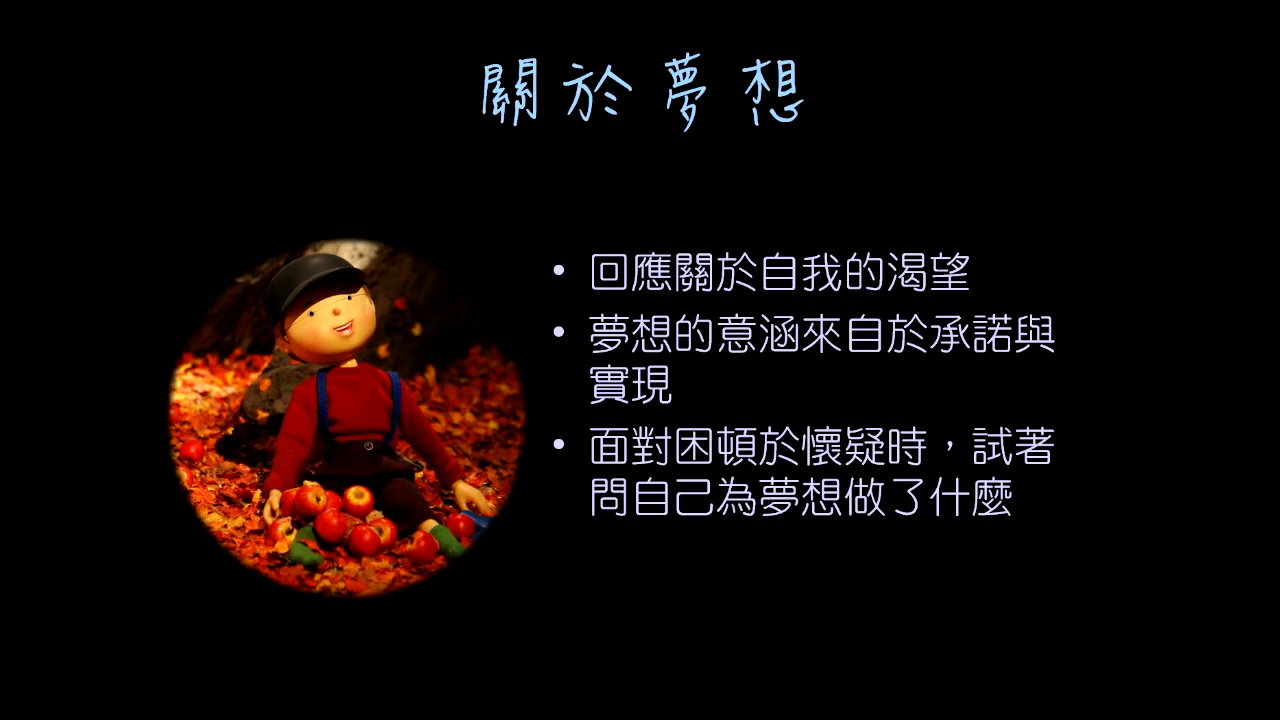 關於夢想
• 回應關於自我的渴望
• 夢想的意涵來自於承諾與
實現
• 面對困頓於懷疑時，試著
問自己為夢想做了什麼